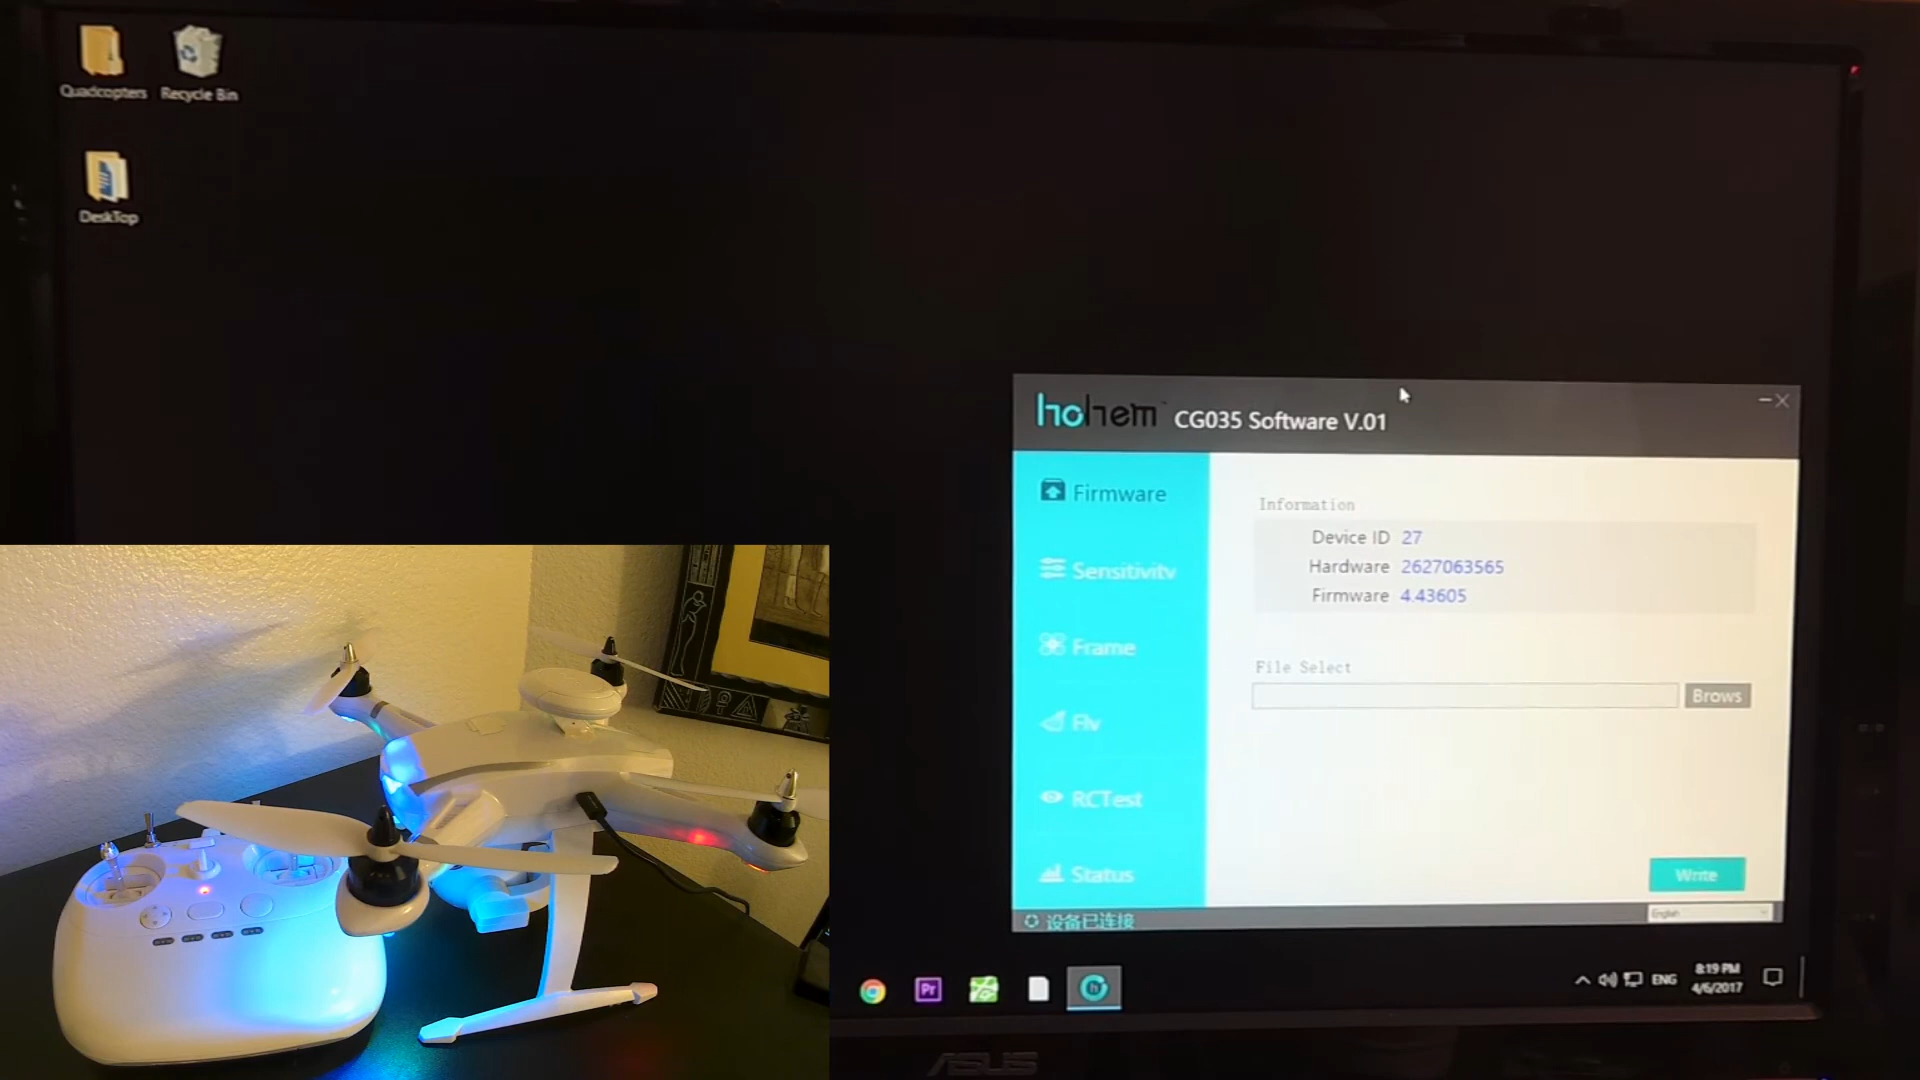 Quadcopters
Recycle Bin
DeskTop
hohem CG035 Software V.01
Firmware
Sensitivity
Frame
Fly
RCTest
Status
Information
Device ID 27
Hardware 2627063565
Firmware 4.43605
File Select
Brows
Write
设备已连接
English
Pr
ENG
8:19 PM
4/6/2017
ASUS